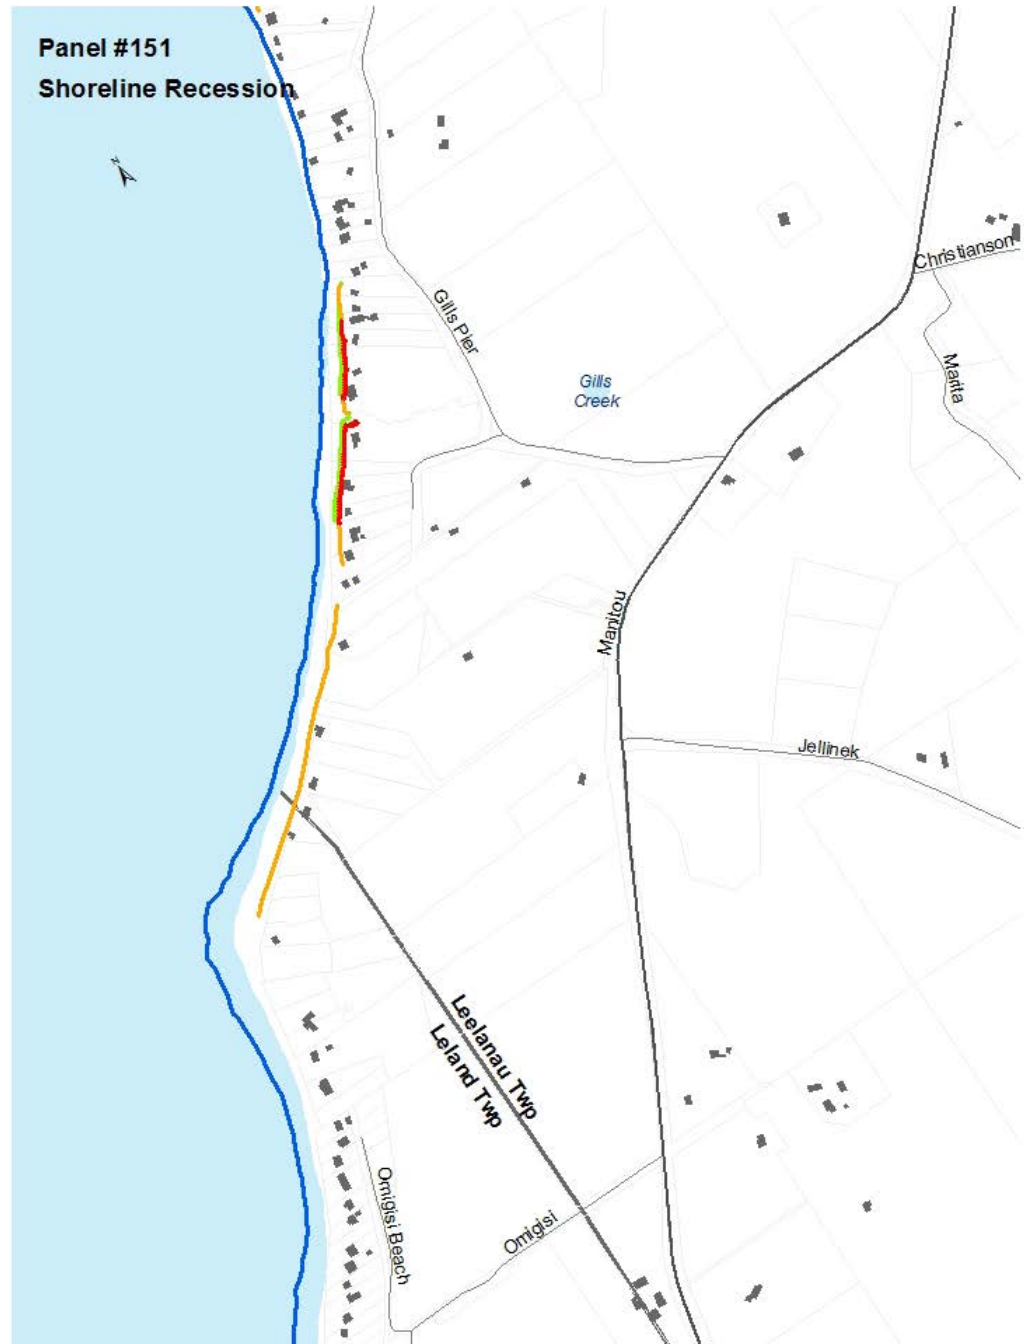 Panel #151
Shoreline Recession
N
Christianson
Gills Pier
Marita
Gills
Creek
Manitou
Jellinek
Leelanau Twp
Leland Twp
Omigisi Beach
Omigisi